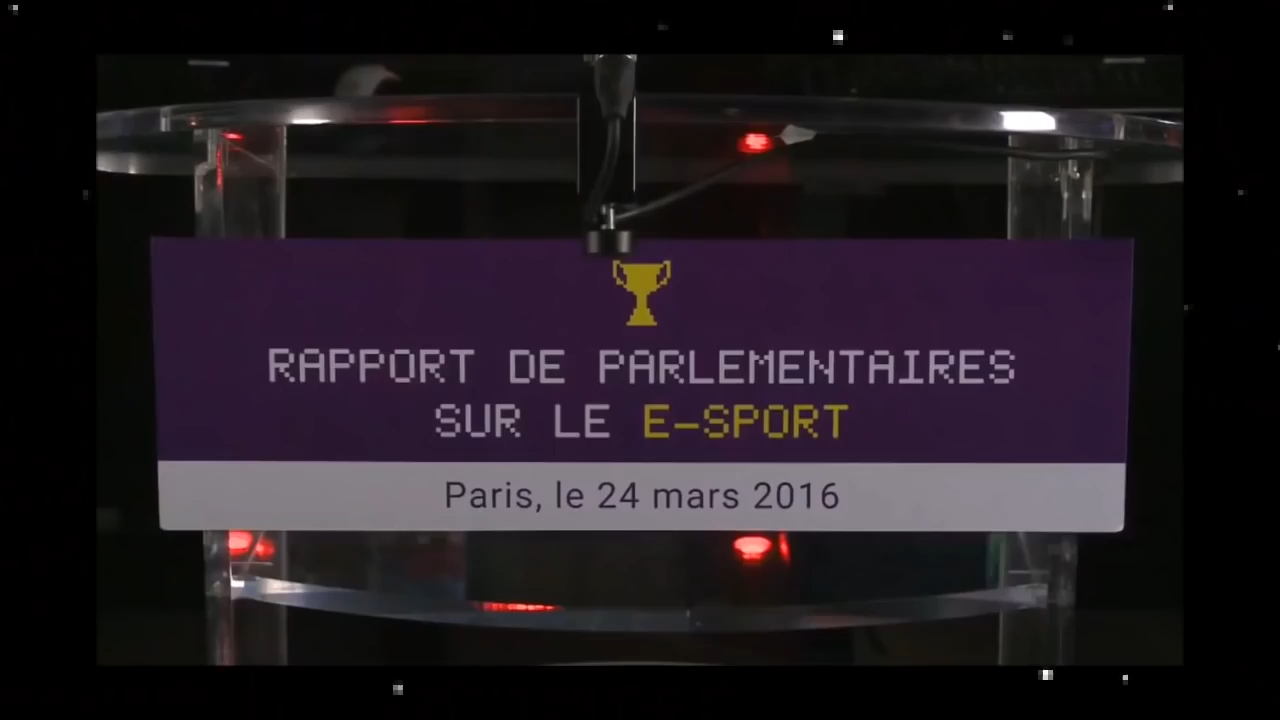 RAPPORT DE PARLEMENTAIRES
SUR LE E-SPORT
Paris, le 24 mars 2016